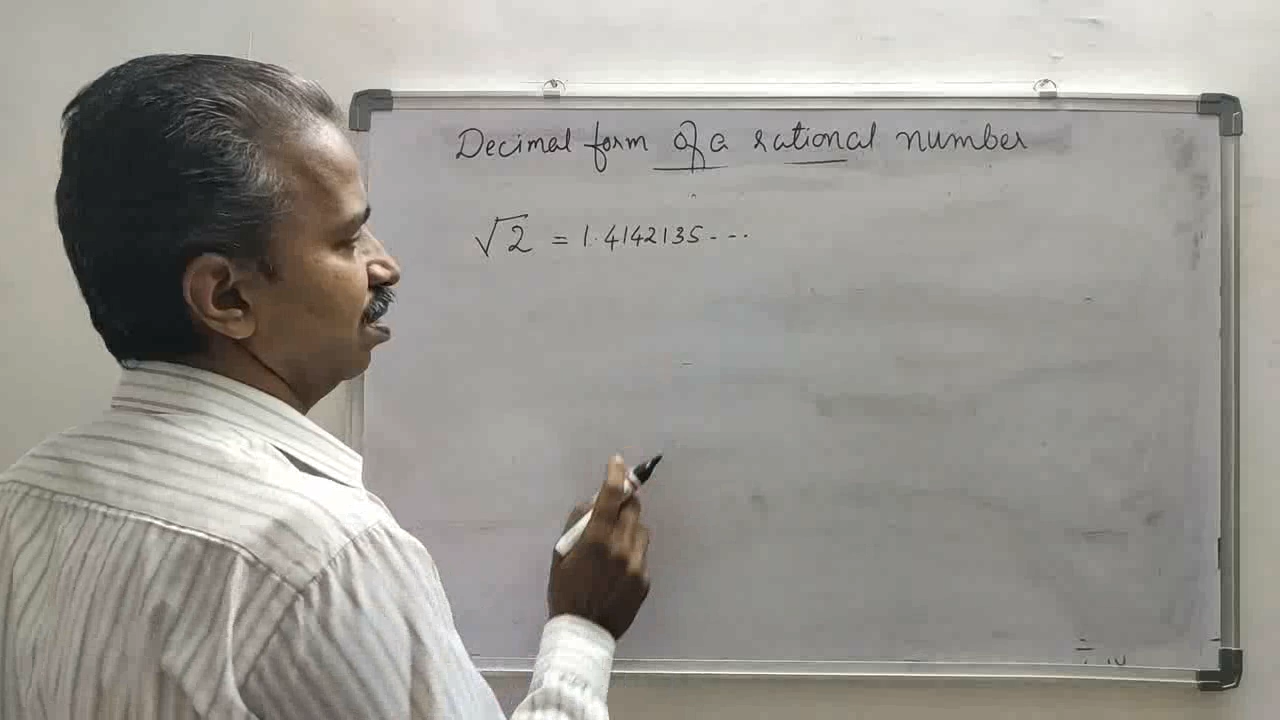 Decimal form of a rational number
√2 = 1.4142135---